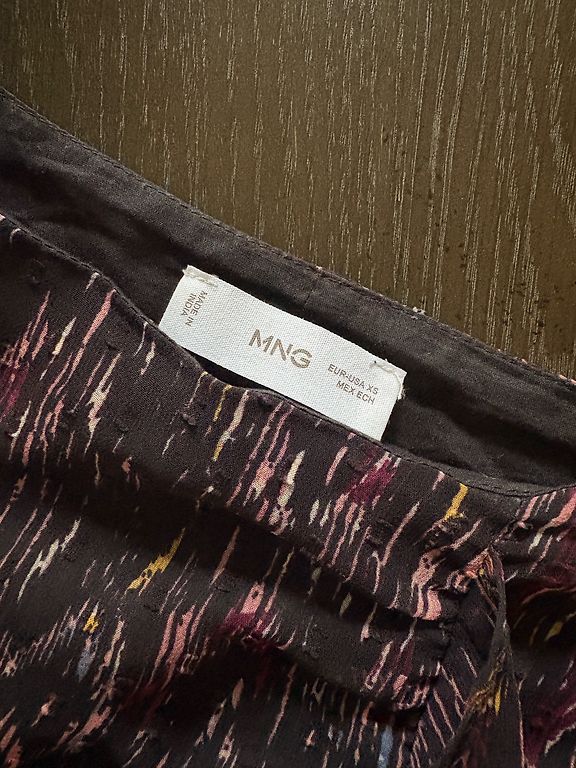 MADE IN
INDIA
MNG
EUR-USA XS
MEX ECH